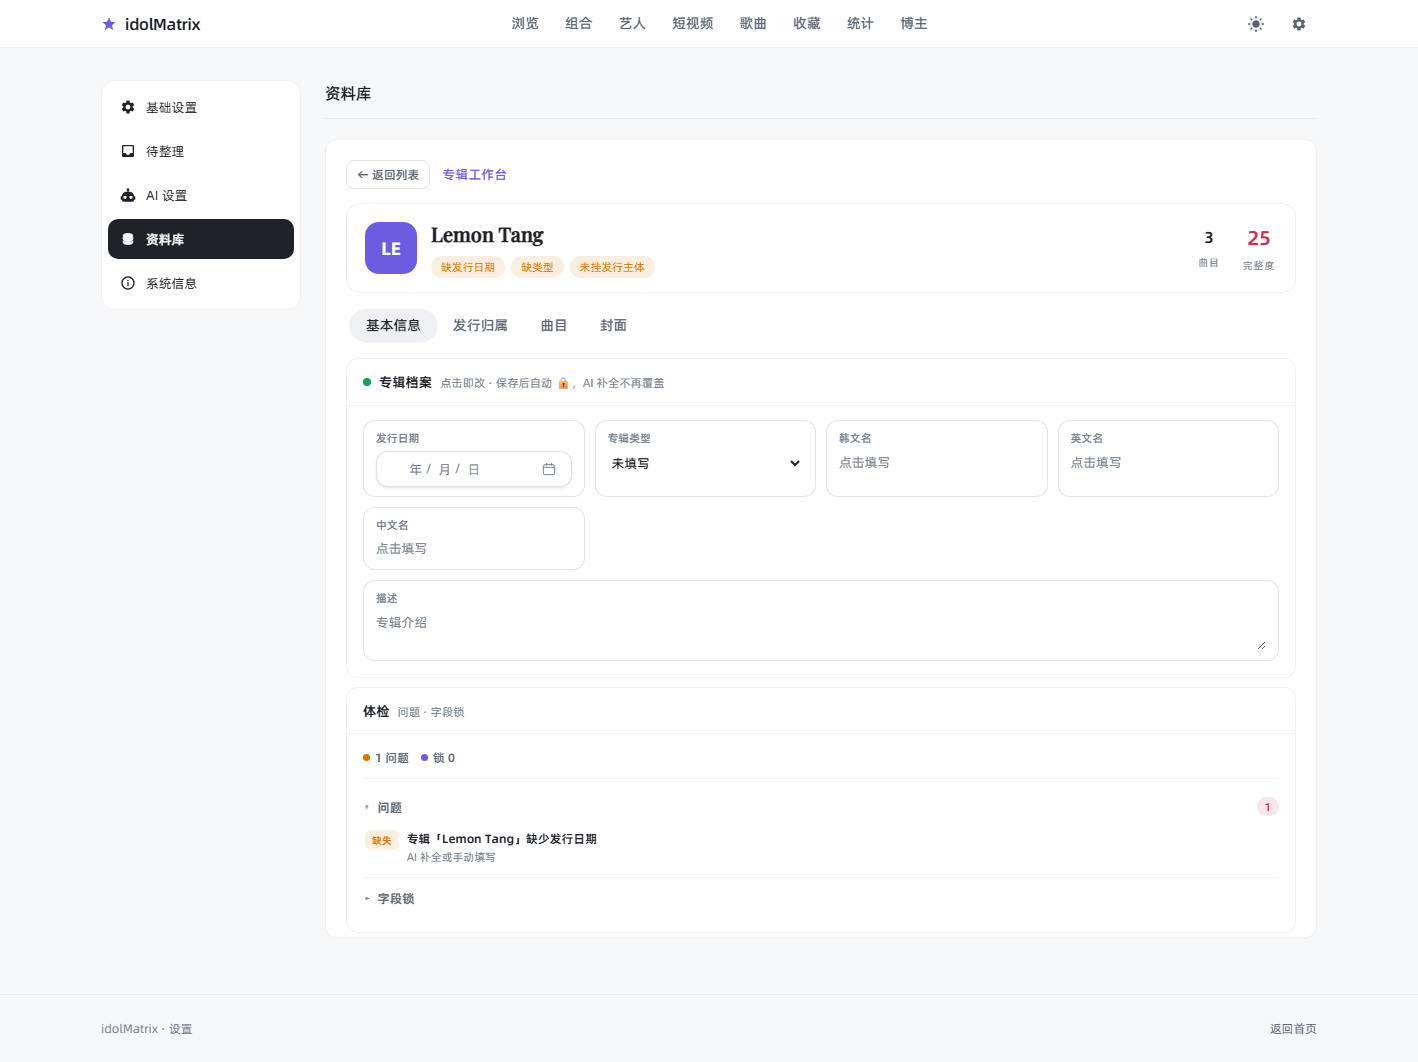 idolMatrix
浏览 组合 艺人 短视频 歌曲 收藏 统计 博主
基础设置
待整理
AI 设置
资料库
系统信息
资料库
← 返回列表 专辑工作台
LE
Lemon Tang
缺发行日期 缺类型 未挂发行主体
3
曲目
25
完整度
基本信息 发行归属 曲目 封面
专辑档案 点击即改 · 保存后自动 🔒，AI 补全不再覆盖
发行日期
年 / 月 / 日
专辑类型
未填写
韩文名
点击填写
英文名
点击填写
中文名
点击填写
描述
专辑介绍
体检 问题 · 字段锁
1 问题 锁 0
问题 1
缺失 专辑「Lemon Tang」缺少发行日期
AI 补全或手动填写
字段锁
idolMatrix · 设置 返回首页